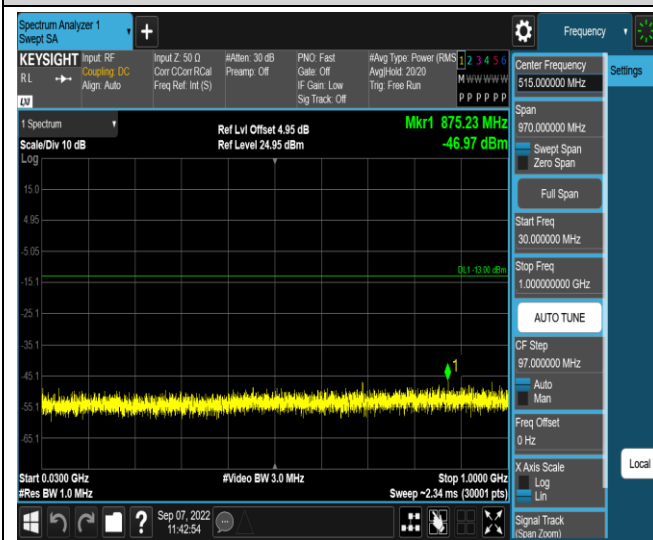 Spectrum Analyzer 1
Swept SA
Frequency
KEYSIGHT
RL
LXI
Input: RF
Coupling: DC
Align: Auto
Input Z: 50 Ω
Corr CCorr RCal
Freq Ref: Int (S)
#Atten: 30 dB
Preamp: Off
PNO: Fast
Gate: Off
IF Gain: Low
Sig Track: Off
#Avg Type: Power (RMS
Avg|Hold: 20/20
Trig: Free Run
1 2 3 4 5 6
M W W W W W
P P P P P P
1 Spectrum
Scale/Div 10 dB
Log
Ref Lvl Offset 4.95 dB
Ref Level 24.95 dBm
Mkr1 875.23 MHz
-46.97 dBm
15.0
4.95
-5.05
-15.1
-25.1
-35.1
-45.1
-55.1
-65.1
DL1 -13.00 dBm
1
Start 0.0300 GHz
#Res BW 1.0 MHz
#Video BW 3.0 MHz
Stop 1.0000 GHz
Sweep ~2.34 ms (30001 pts)
?
Sep 07, 2022
11:42:54
Center Frequency
515.000000 MHz
Settings
Span
970.000000 MHz
Swept Span
Zero Span
Full Span
Start Freq
30.000000 MHz
Stop Freq
1.000000000 GHz
AUTO TUNE
CF Step
97.000000 MHz
Auto
Man
Freq Offset
0 Hz
X Axis Scale
Log
Lin
Local
Signal Track
(Span Zoom)